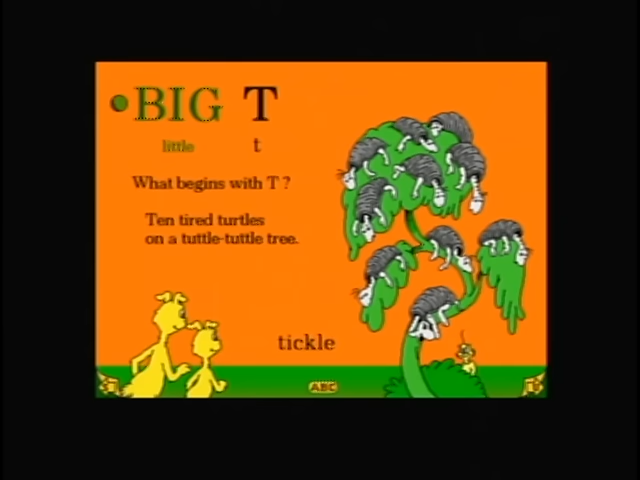 BIG T
little t
What begins with T ?
Ten tired turtles
on a tuttle-tuttle tree.
tickle
ABC